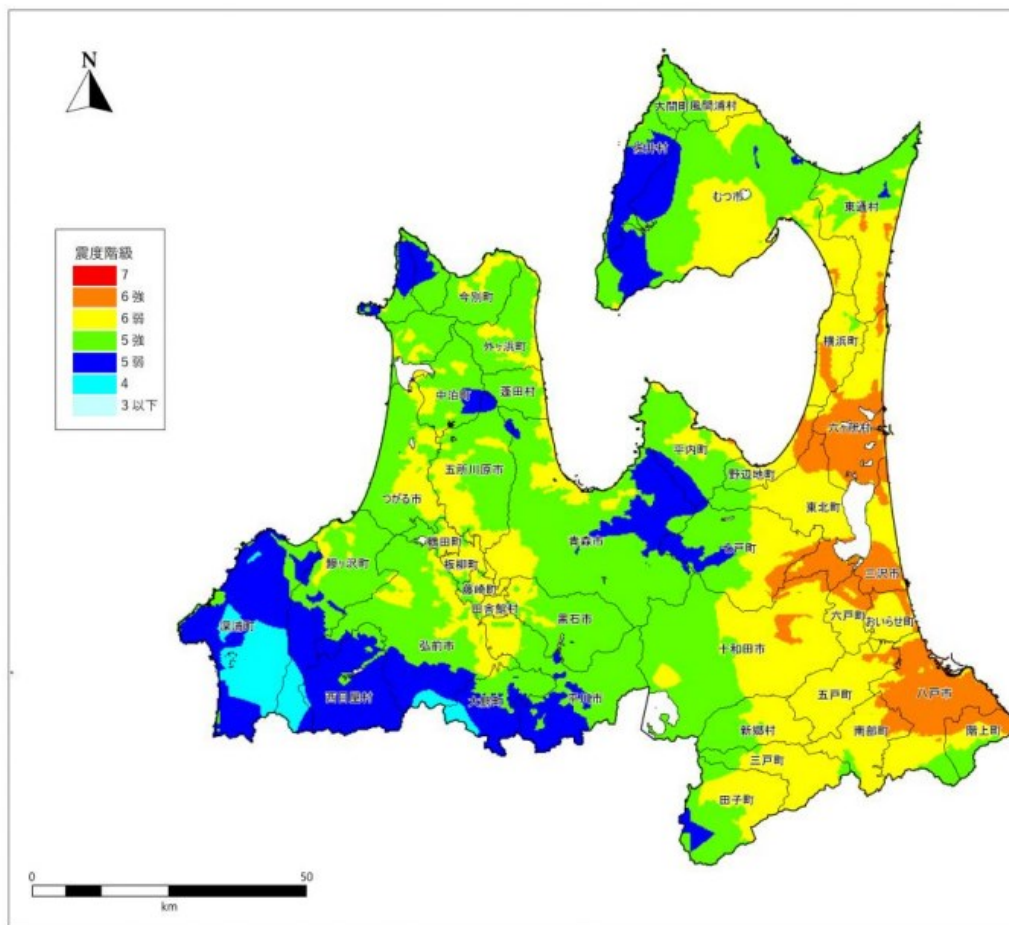 N
大間町
風間浦村
佐井村
むつ市
東通村
震度階級
7
6強
6弱
5強
5弱
4
3以下
今別町
外ヶ浜町
横浜町
中泊町
蓬田村
六ヶ所村
平内町
野辺地町
五所川原市
つがる市
東北町
青森市
七戸町
鶴田町
板柳町
鰺ヶ沢町
三沢市
藤崎町
田舎館村
六戸町
おいらせ町
深浦町
黒石市
弘前市
十和田市
西目屋村
大鰐町
平川市
五戸町
八戸市
新郷村
南部町
階上町
三戸町
田子町
0
50
km